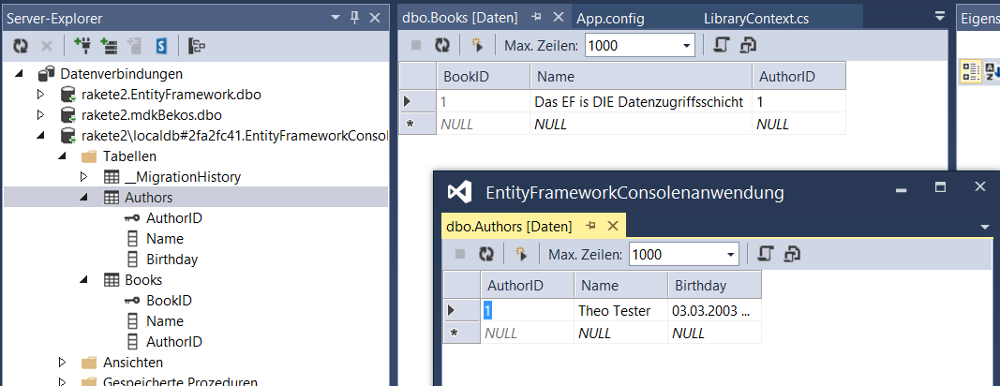 Server-Explorer
Datenverbindungen
rakete2.EntityFramework.dbo
rakete2.mdkBekos.dbo
rakete2\localdb#2fa2fc41.EntityFrameworkConsol
Tabellen
__MigrationHistory
Authors
AuthorID
Name
Birthday
Books
BookID
Name
AuthorID
Ansichten
Gespeicherte Prozeduren
dbo.Books [Daten] App.config LibraryContext.cs
Max. Zeilen: 1000
BookID Name AuthorID
1 Das EF is DIE Datenzugriffsschicht 1
NULL NULL NULL
Eigens
EntityFrameworkConsolenanwendung
dbo.Authors [Daten]
Max. Zeilen: 1000
AuthorID Name Birthday
1 Theo Tester 03.03.2003 ...
NULL NULL NULL